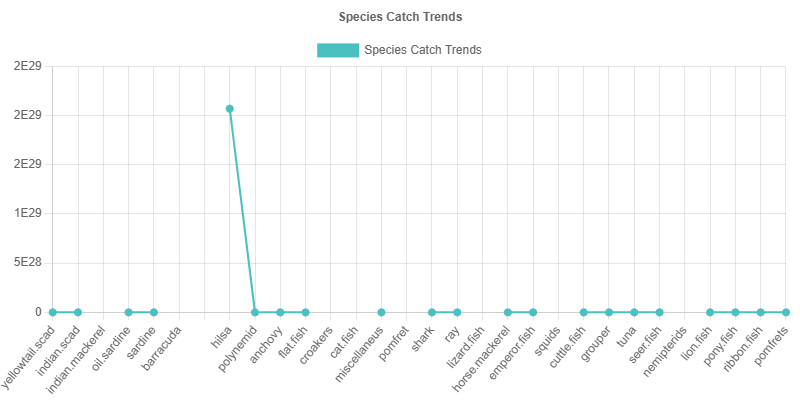 Species Catch Trends
Species Catch Trends
2E29
2E29
2E29
1E29
5E28
0
yellowtail.scad
indian.scad
indian.mackerel
oil.sardine
sardine
barracuda
hilsa
polynemid
anchovy
flat.fish
croakers
cat.fish
miscellaneus
pomfret
shark
ray
lizard.fish
horse.mackerel
emperor.fish
squids
cuttle.fish
grouper
tuna
seer.fish
nemipterids
lion.fish
pony.fish
ribbon.fish
pomfrets